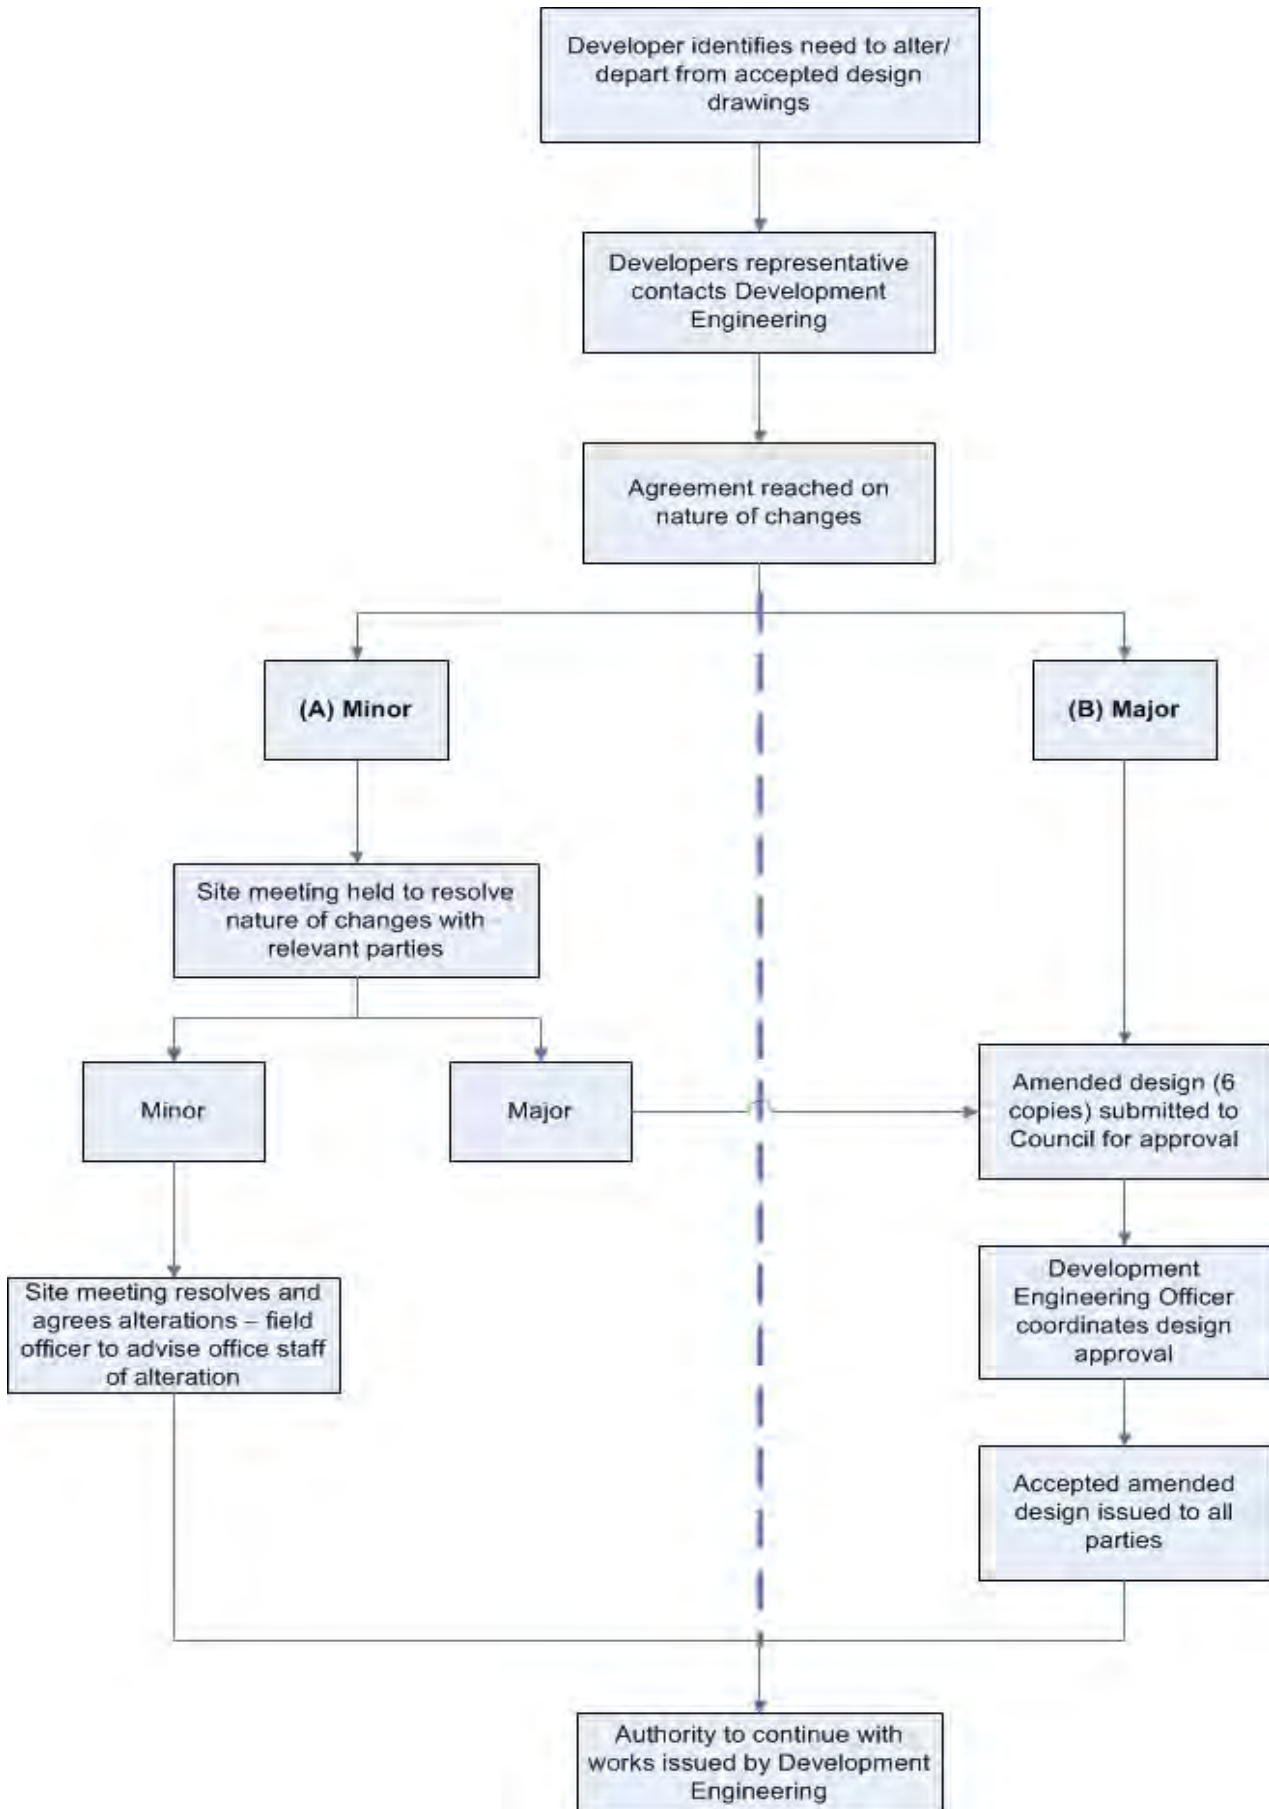 Developer identifies need to alter/
depart from accepted design
drawings
Developers representative
contacts Development
Engineering
Agreement reached on
nature of changes
(A) Minor
(B) Major
Site meeting held to resolve
nature of changes with
relevant parties
Minor
Major
Amended design (6
copies) submitted to
Council for approval
Site meeting resolves and
agrees alterations – field
officer to advise office staff
of alteration
Development
Engineering Officer
coordinates design
approval
Accepted amended
design issued to all
parties
Authority to continue with
works issued by Development
Engineering